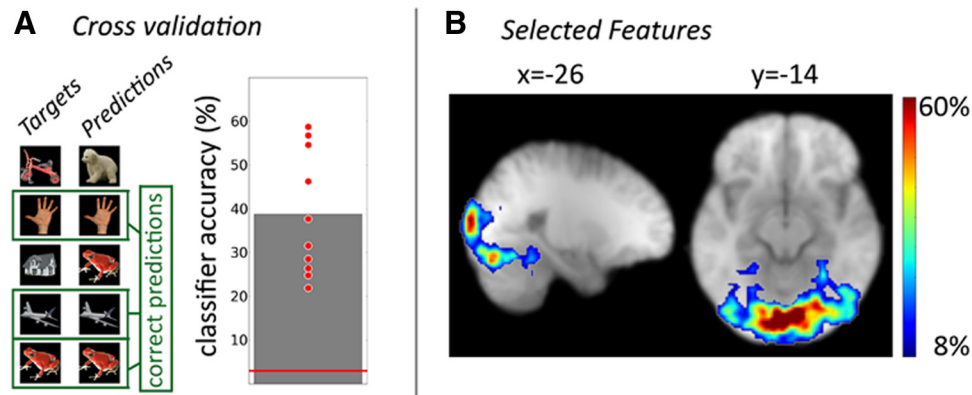 A Cross validation
Targets
Predictions
correct predictions
classifier accuracy (%)
60
50
40
30
20
10
B Selected Features
x=-26 y=-14
60%
8%